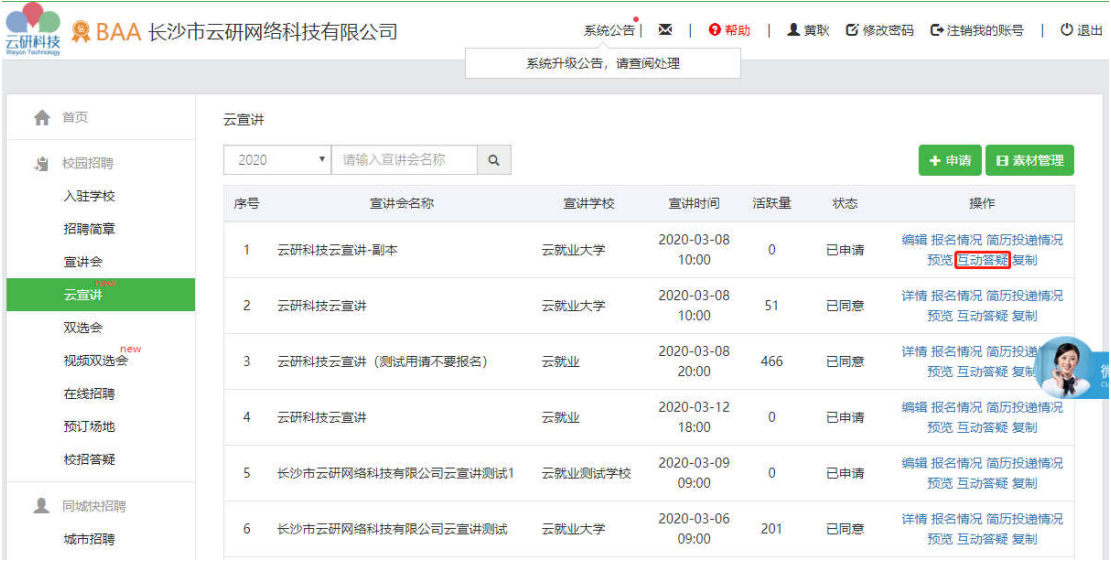 云研科技
Weyon Technology
BAA 长沙市云研网络科技有限公司
系统公告 | | 帮助 | 黄耿 修改密码 注销我的账号 | 退出
系统升级公告，请查阅处理
首页
校园招聘
入驻学校
招聘简章
宣讲会
云宣讲 new
双选会
视频双选会 new
在线招聘
预订场地
校招答疑
同城快招聘
城市招聘
云宣讲
2020 请输入宣讲会名称
申请 素材管理
序号 宣讲会名称 宣讲学校 宣讲时间 活跃量 状态 操作
1 云研科技云宣讲-副本 云就业大学 2020-03-08 10:00 0 已申请 编辑 报名情况 简历投递情况
预览 互动答疑 复制
2 云研科技云宣讲 云就业大学 2020-03-08 10:00 51 已同意 详情 报名情况 简历投递情况
预览 互动答疑 复制
3 云研科技云宣讲（测试用请不要报名） 云就业 2020-03-08 20:00 466 已同意 详情 报名情况 简历投递
预览 互动答疑 复制
4 云研科技云宣讲 云就业 2020-03-12 18:00 0 已申请 编辑 报名情况 简历投递情况
预览 互动答疑 复制
5 长沙市云研网络科技有限公司云宣讲测试1 云就业测试学校 2020-03-09 09:00 0 已申请 编辑 报名情况 简历投递情况
预览 互动答疑 复制
6 长沙市云研网络科技有限公司云宣讲测试 云就业大学 2020-03-06 09:00 201 已同意 详情 报名情况 简历投递情况
预览 互动答疑 复制